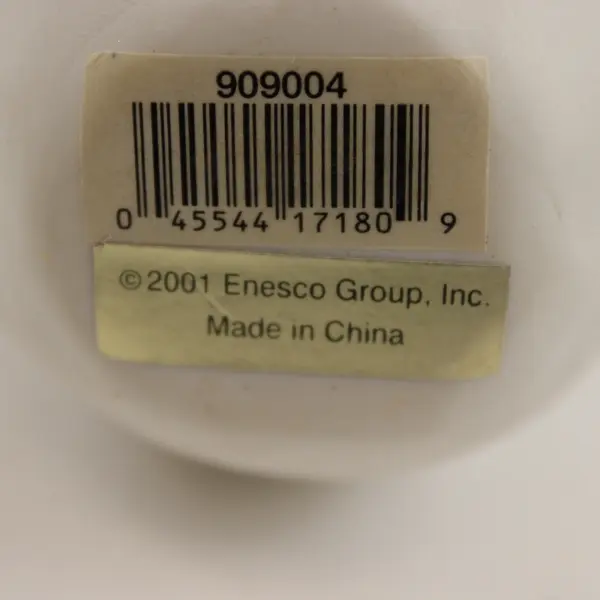 909004
0 45544 17180 9
©2001 Enesco Group, Inc.
Made in China